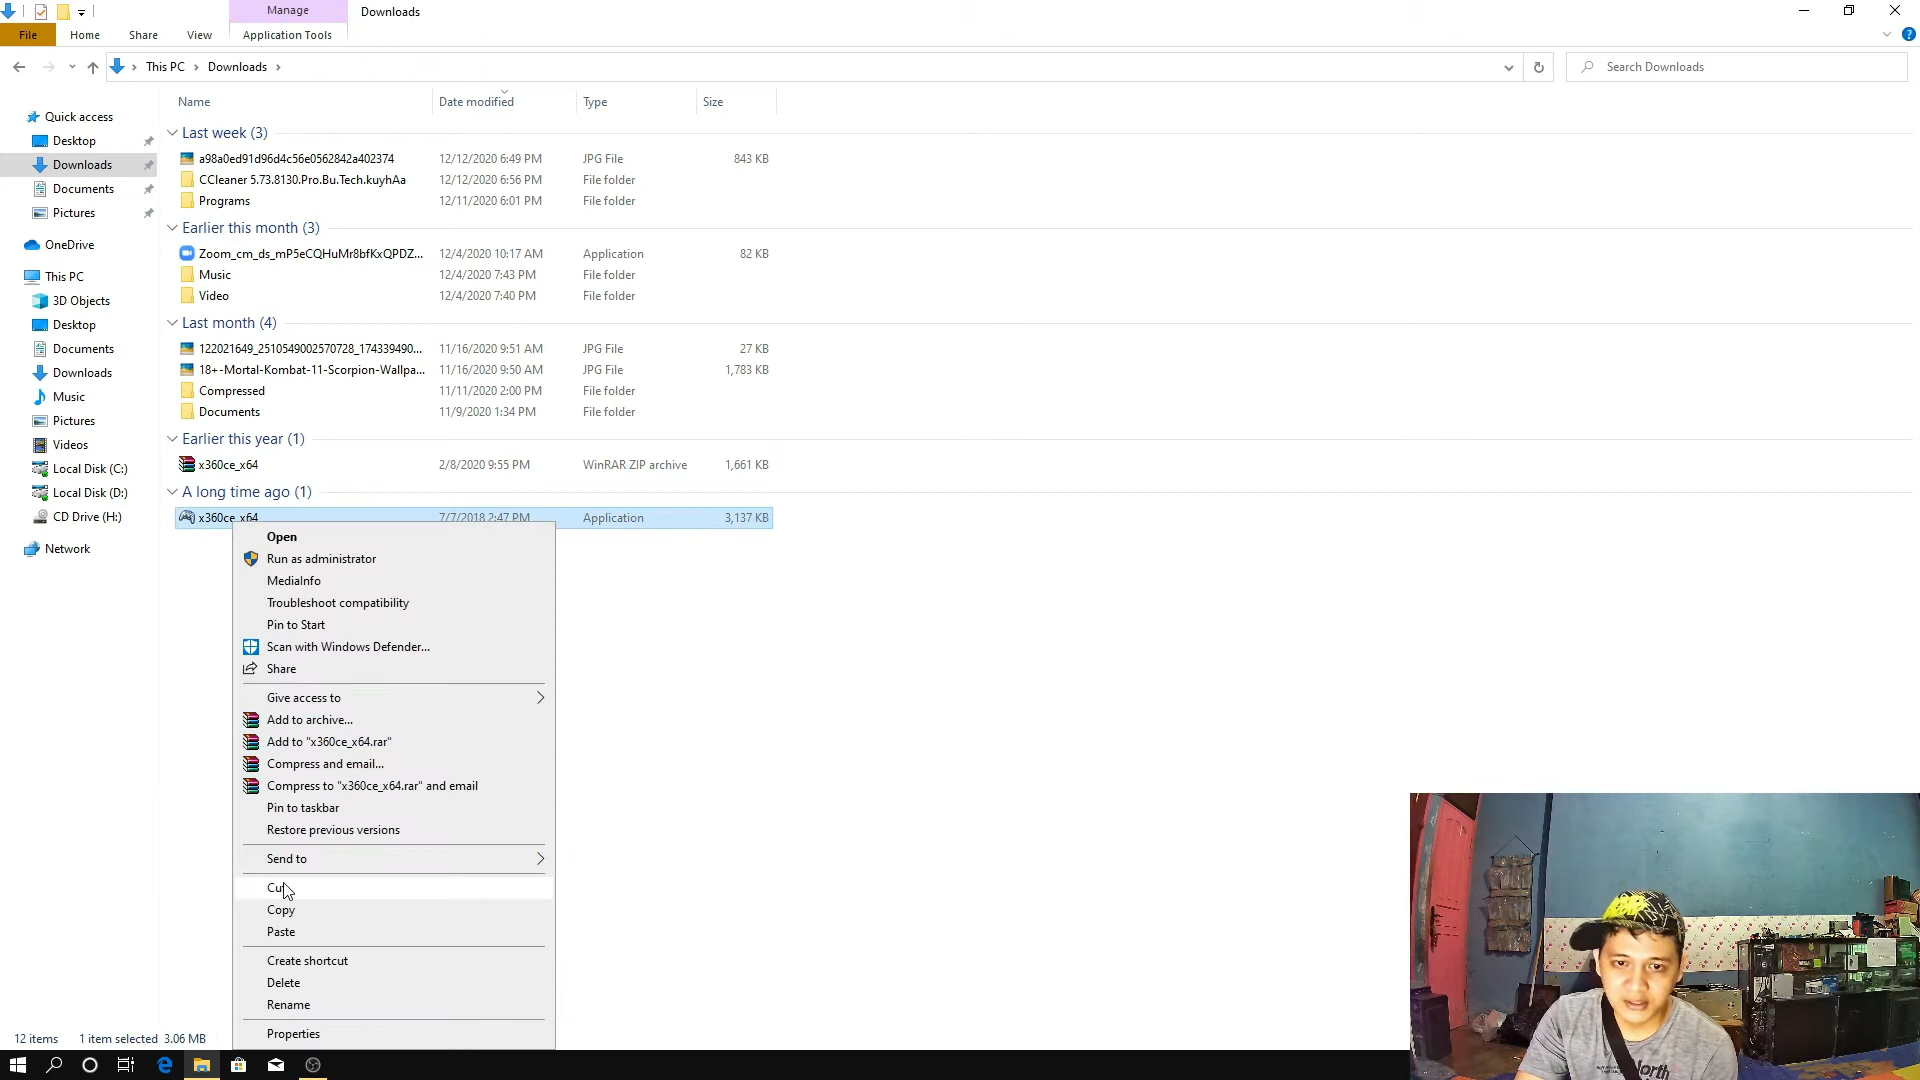 Manage
Downloads
File
Home
Share
View
Application Tools
This PC
Downloads
Search Downloads
Name
Date modified
Type
Size
Quick access
Desktop
Downloads
Documents
Pictures
OneDrive
This PC
3D Objects
Desktop
Documents
Downloads
Music
Pictures
Videos
Local Disk (C:)
Local Disk (D:)
CD Drive (H:)
Network
Last week (3)
a98a0ed91d96d4c56e0562842a402374 12/12/2020 6:49 PM JPG File 843 KB
CCleaner 5.73.8130.Pro.Bu.Tech.kuyhAa 12/12/2020 6:56 PM File folder
Programs 12/11/2020 6:01 PM File folder
Earlier this month (3)
Zoom_cm_ds_mP5eCQHuMr8bfKxQPDZ... 12/4/2020 10:17 AM Application 82 KB
Music 12/4/2020 7:43 PM File folder
Video 12/4/2020 7:40 PM File folder
Last month (4)
122021649_2510549002570728_174339490... 11/16/2020 9:51 AM JPG File 27 KB
18+-Mortal-Kombat-11-Scorpion-Wallpa... 11/16/2020 9:50 AM JPG File 1,783 KB
Compressed 11/11/2020 2:00 PM File folder
Documents 11/9/2020 1:34 PM File folder
Earlier this year (1)
x360ce_x64 2/8/2020 9:55 PM WinRAR ZIP archive 1,661 KB
A long time ago (1)
x360ce_x64 7/7/2018 2:47 PM Application 3,137 KB
Open
Run as administrator
MediaInfo
Troubleshoot compatibility
Pin to Start
Scan with Windows Defender...
Share
Give access to
Add to archive...
Add to "x360ce_x64.rar"
Compress and email...
Compress to "x360ce_x64.rar" and email
Pin to taskbar
Restore previous versions
Send to
Cut
Copy
Paste
Create shortcut
Delete
Rename
Properties
12 items 1 item selected 3.06 MB
North